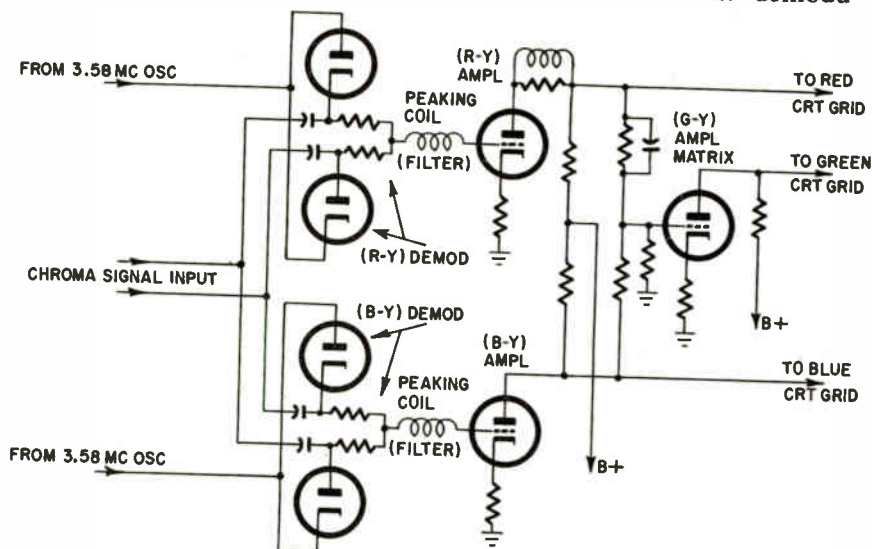 demodu
FROM 3.58 MC OSC
(R-Y)
AMPL
PEAKING
COIL
(FILTER)
(G-Y)
AMPL
MATRIX
TO RED
CRT GRID
TO GREEN
CRT GRID
(R-Y) DEMOD
CHROMA SIGNAL INPUT
(B-Y) DEMOD
B+
(B-Y)
AMPL
PEAKING
COIL
(FILTER)
TO BLUE
CRT GRID
FROM 3.58 MC OSC
B+